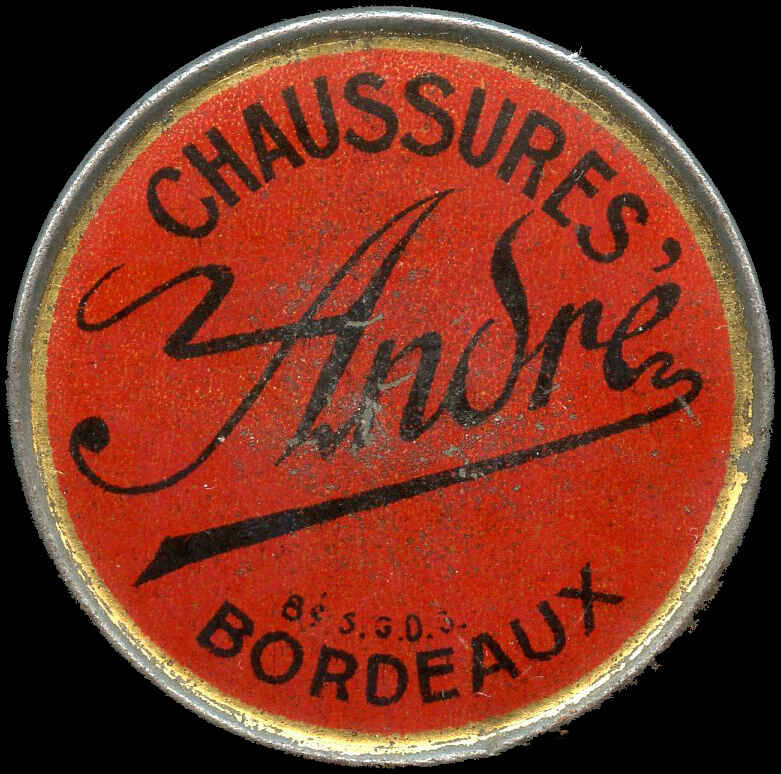 CHAUSSURES
André
Bté S.G.D.G.
BORDEAUX